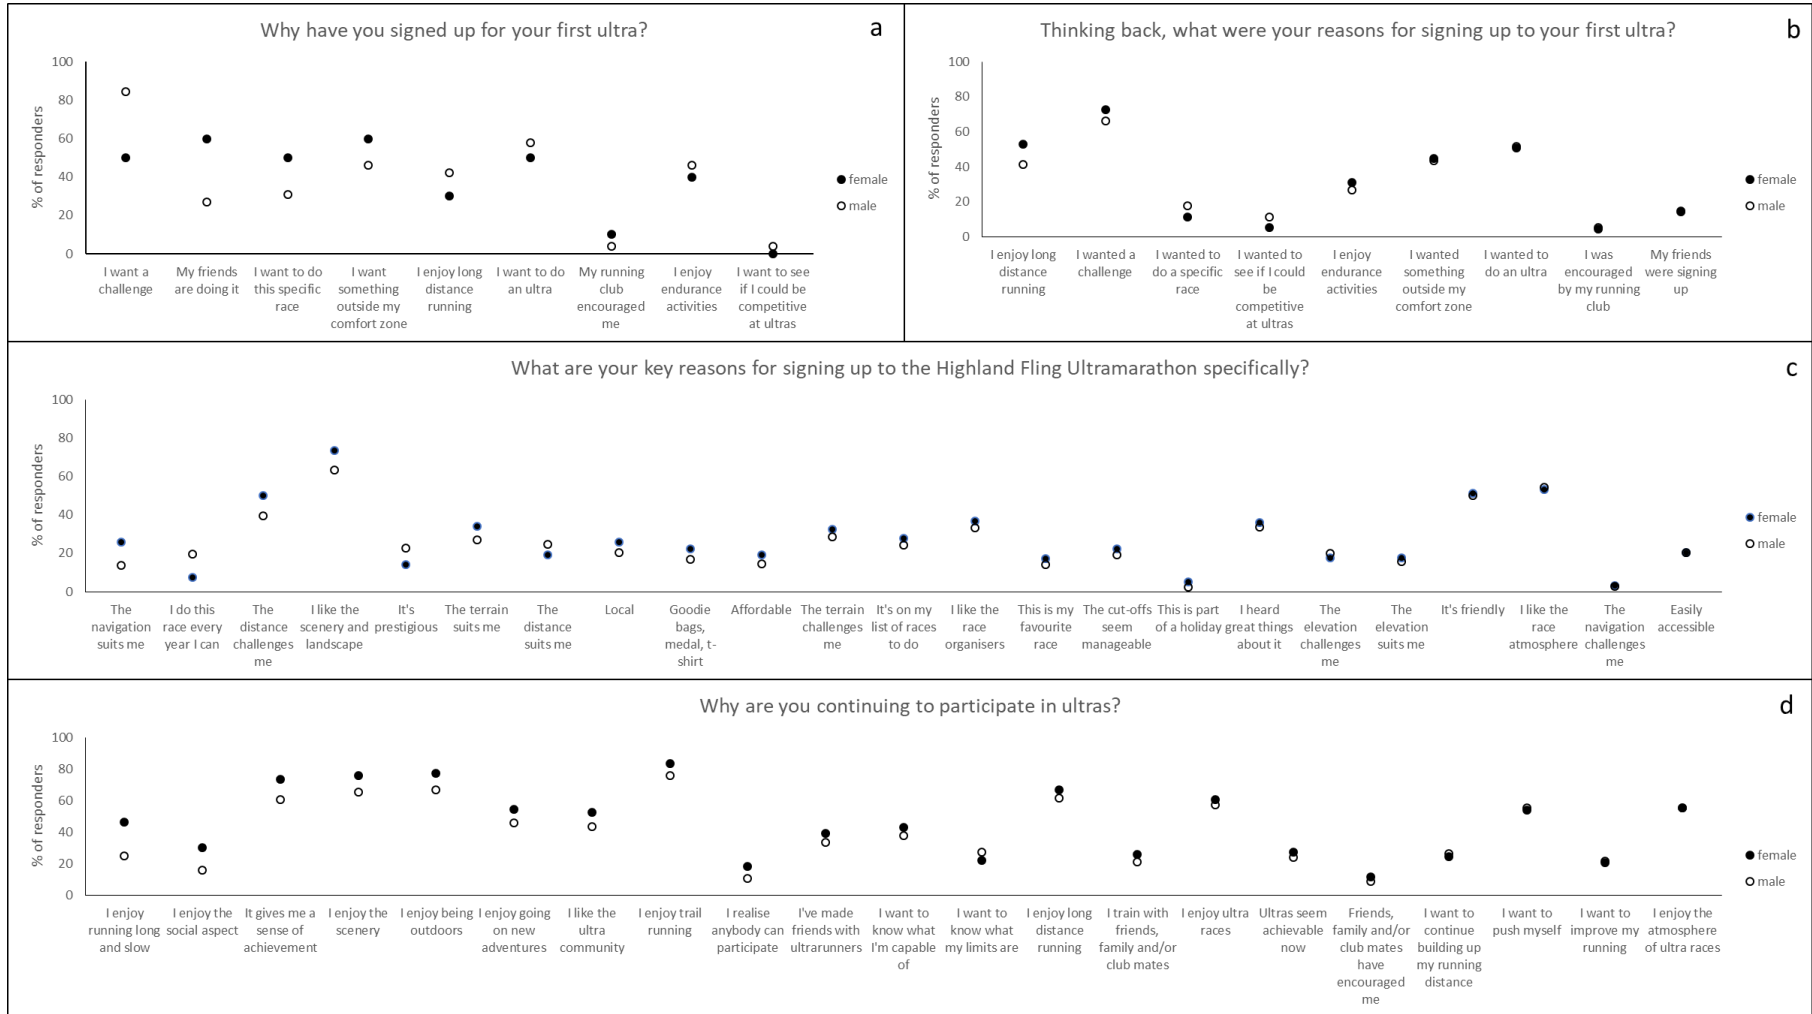 Why have you signed up for your first ultra?
a
% of responders
100
80
60
40
20
0
I want a
challenge
My friends
are doing it
I want to do
this specific
race
I want
something
outside my
comfort zone
I enjoy long
distance
running
I want to do
an ultra
My running
club
encouraged
me
I enjoy
endurance
activities
I want to see
if I could be
competitive
at ultras
female
male
Thinking back, what were your reasons for signing up to your first ultra?
b
% of responders
100
80
60
40
20
0
I enjoy long
distance
running
I wanted a
challenge
I wanted to
do a specific
race
I wanted to
see if I could
be
competitive
at ultras
I enjoy
endurance
activities
I wanted
something
outside my
comfort zone
I wanted to
do an ultra
I was
encouraged
by my running
club
My friends
were signing
up
female
male
What are your key reasons for signing up to the Highland Fling Ultramarathon specifically?
c
% of responders
100
80
60
40
20
0
The
navigation
suits me
I do this
race every
year I can
The
distance
challenges
me
I like the
scenery and
landscape
It's
prestigious
The terrain
suits me
The
distance
suits me
Local
Goodie
bags,
medal, t-
shirt
Affordable
The terrain
challenges
me
It's on my
list of races
to do
I like the
race
organisers
This is my
favourite
race
The cut-offs
seem
manageable
This is part
of a holiday
I heard
great things
about it
The
elevation
challenges
me
The
elevation
suits me
It's friendly
I like the
race
atmosphere
The
navigation
challenges
me
Easily
accessible
female
male
Why are you continuing to participate in ultras?
d
% of responders
100
80
60
40
20
0
I enjoy
running long
and slow
I enjoy the
social aspect
It gives me a
sense of
achievement
I enjoy the
scenery
I enjoy being
outdoors
I enjoy going
on new
adventures
I like the
ultra
community
I enjoy trail
running
I realise
anybody can
participate
I've made
friends with
ultrarunners
I want to
know what
I'm capable
of
I want to
know what
my limits are
I enjoy long
distance
running
I train with
friends,
family and/or
club mates
I enjoy ultra
races
Ultras seem
achievable
now
Friends,
family and/or
club mates
have
encouraged
me
I want to
continue
building up
my running
distance
I want to
push myself
I want to
improve my
running
I enjoy the
atmosphere
of ultra races
female
male